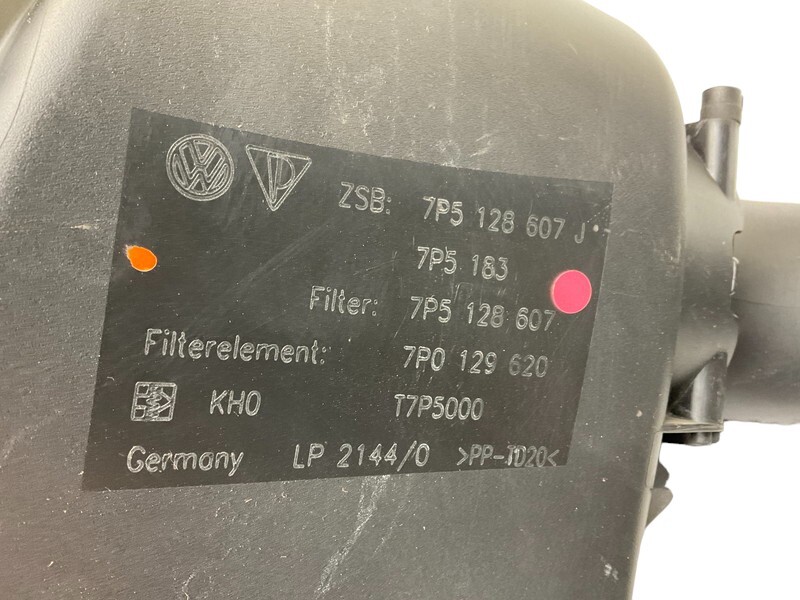 ZSB: 7P5 128 607 J
7P5 183
Filter: 7P5 128 607
Filterelement: 7P0 129 620
KHO T7P5000
Germany LP 2144/0 >PP-TD20<